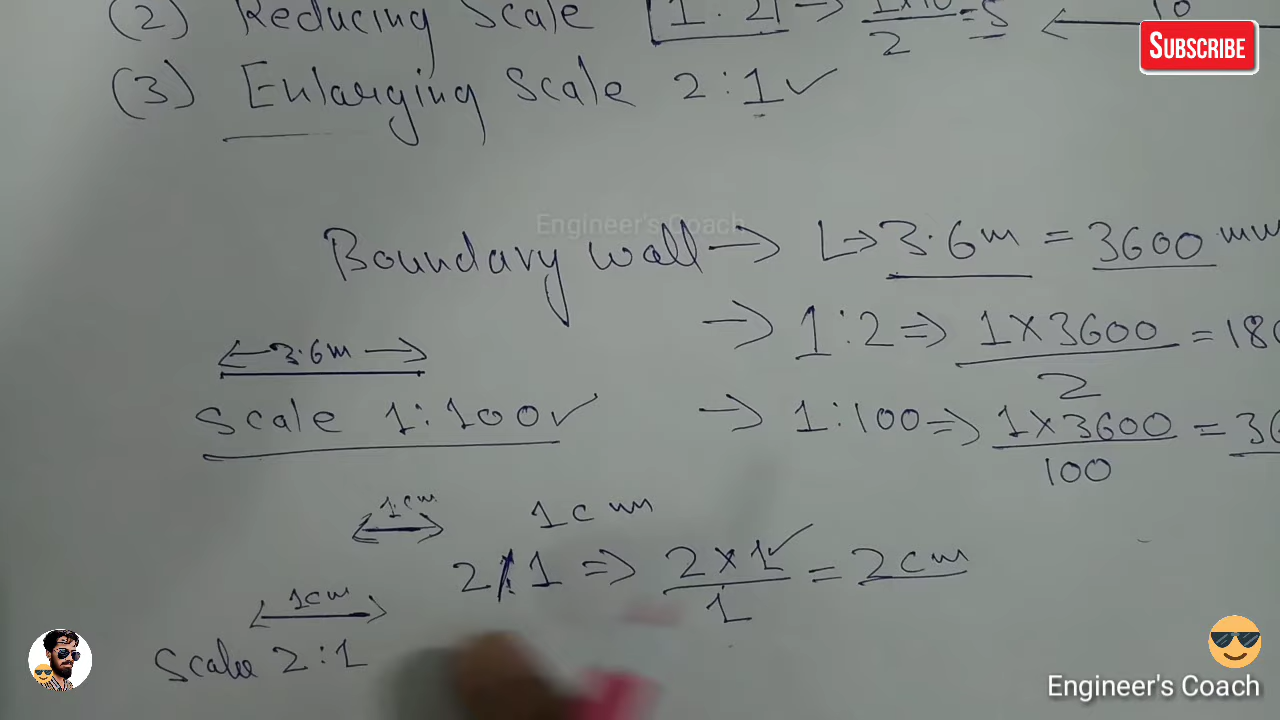 (2) Reducing Scale 1:2 → 1×10/2 = 5 10
SUBSCRIBE
(3) Enlarging Scale 2:1 ✓
Engineer's Coach
Boundary wall → L → 3.6m = 3600 mm
→ 1:2 ⇒ 1×3600/2 = 180
3.6m
Scale 1:100 ✓ → 1:100 ⇒ 1×3600/100 = 36
1cm 1cm
2:1 ⇒ 2×1/1 = 2cm
1cm
Scale 2:1
Engineer's Coach